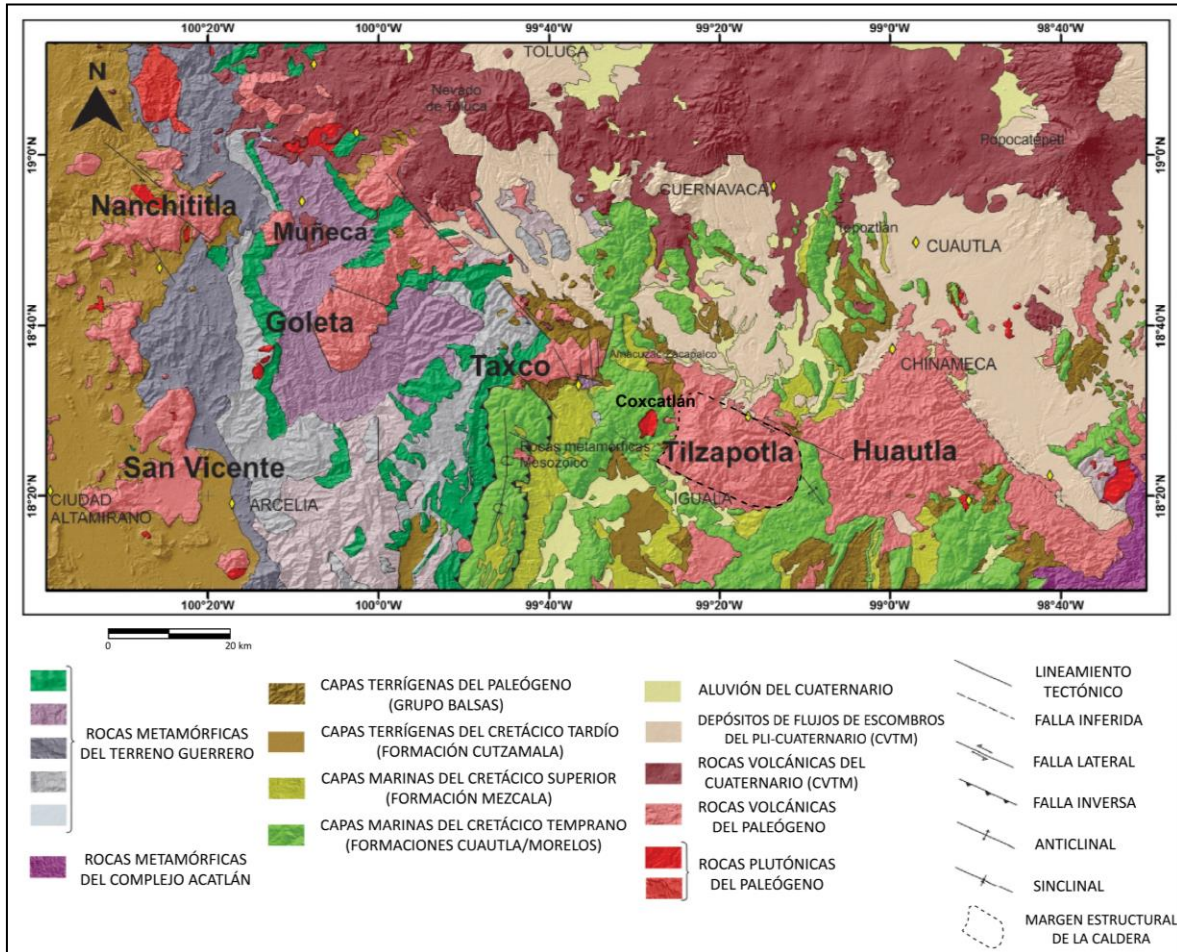 100°20'W 100°0'W 99°40'W 99°20'W 99°0'W 98°40'W
TOLUCA
N
Nevado
de Toluca
Popocatépetl
19°0'N
19°0'N
CUERNAVACA
Nanchititla
Muñeca
Tepoztlán
CUAUTLA
Goleta
18°40'N
18°40'N
Taxco
Amacuzac-Zacapalco
CHINAMECA
Coxcatlán
Rocas metamórficas
Mesozoico
Tilzapotla
Huautla
San Vicente
18°20'N
18°20'N
CIUDAD
ALTAMIRANO
ARCELIA
IGUALA
100°20'W 100°0'W 99°40'W 99°20'W 99°0'W 98°40'W
0 20 km
ROCAS METAMÓRFICAS
DEL TERRENO GUERRERO
ROCAS METAMÓRFICAS
DEL COMPLEJO ACATLÁN
CAPAS TERRÍGENAS DEL PALEÓGENO
(GRUPO BALSAS)
CAPAS TERRÍGENAS DEL CRETÁCICO TARDÍO
(FORMACIÓN CUTZAMALA)
CAPAS MARINAS DEL CRETÁCICO SUPERIOR
(FORMACIÓN MEZCALA)
CAPAS MARINAS DEL CRETÁCICO TEMPRANO
(FORMACIONES CUAUTLA/MORELOS)
ALUVIÓN DEL CUATERNARIO
DEPÓSITOS DE FLUJOS DE ESCOMBROS
DEL PLI-CUATERNARIO (CVTM)
ROCAS VOLCÁNICAS DEL
CUATERNARIO (CVTM)
ROCAS VOLCÁNICAS
DEL PALEÓGENO
ROCAS PLUTÓNICAS
DEL PALEÓGENO
LINEAMIENTO
TECTÓNICO
FALLA INFERIDA
FALLA LATERAL
FALLA INVERSA
ANTICLINAL
SINCLINAL
MARGEN ESTRUCTURAL
DE LA CALDERA